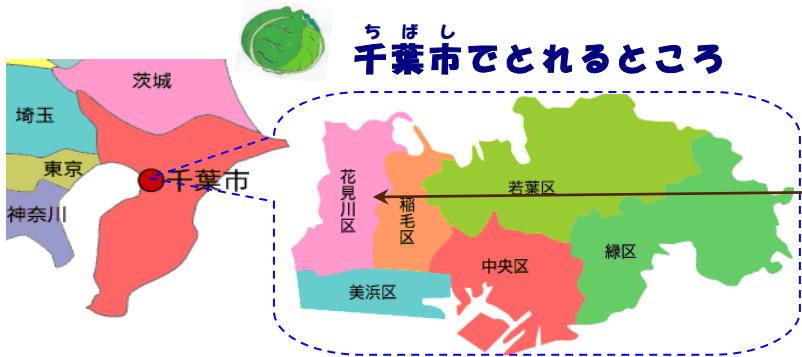 ちばし
千葉市でとれるところ
茨城
埼玉
東京
千葉市
神奈川
花見川区
稲毛区
若葉区
緑区
中央区
美浜区